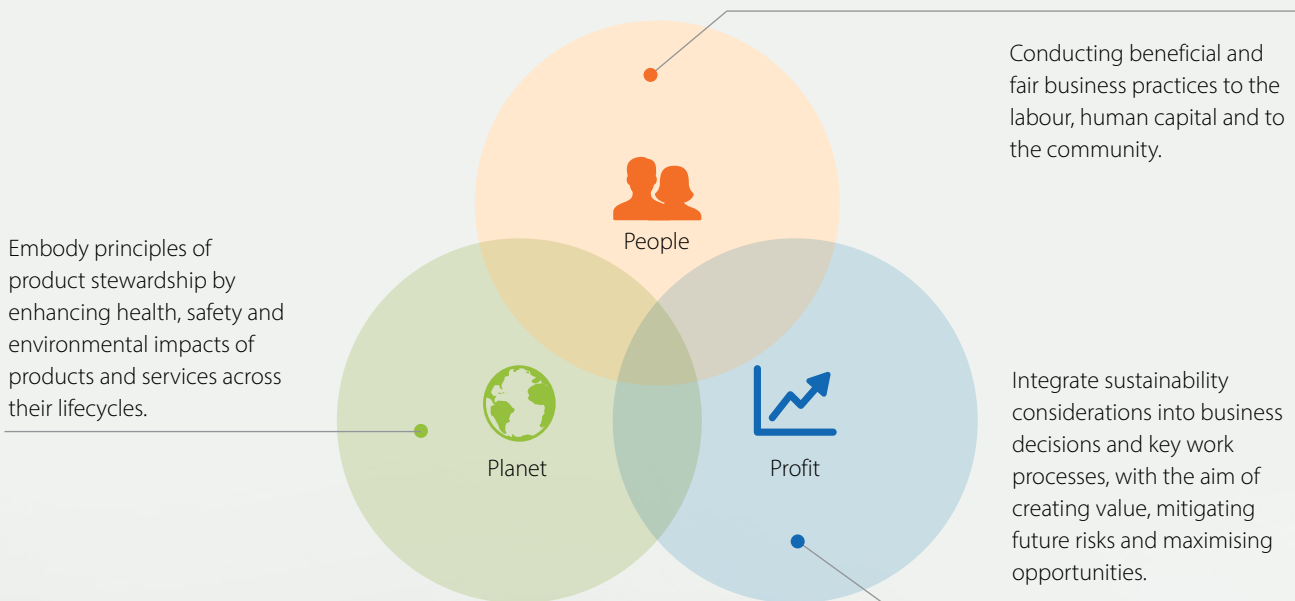 Conducting beneficial and
fair business practices to the
labour, human capital and to
the community.
People
Embody principles of
product stewardship by
enhancing health, safety and
environmental impacts of
products and services across
their lifecycles.
Planet
Profit
Integrate sustainability
considerations into business
decisions and key work
processes, with the aim of
creating value, mitigating
future risks and maximising
opportunities.